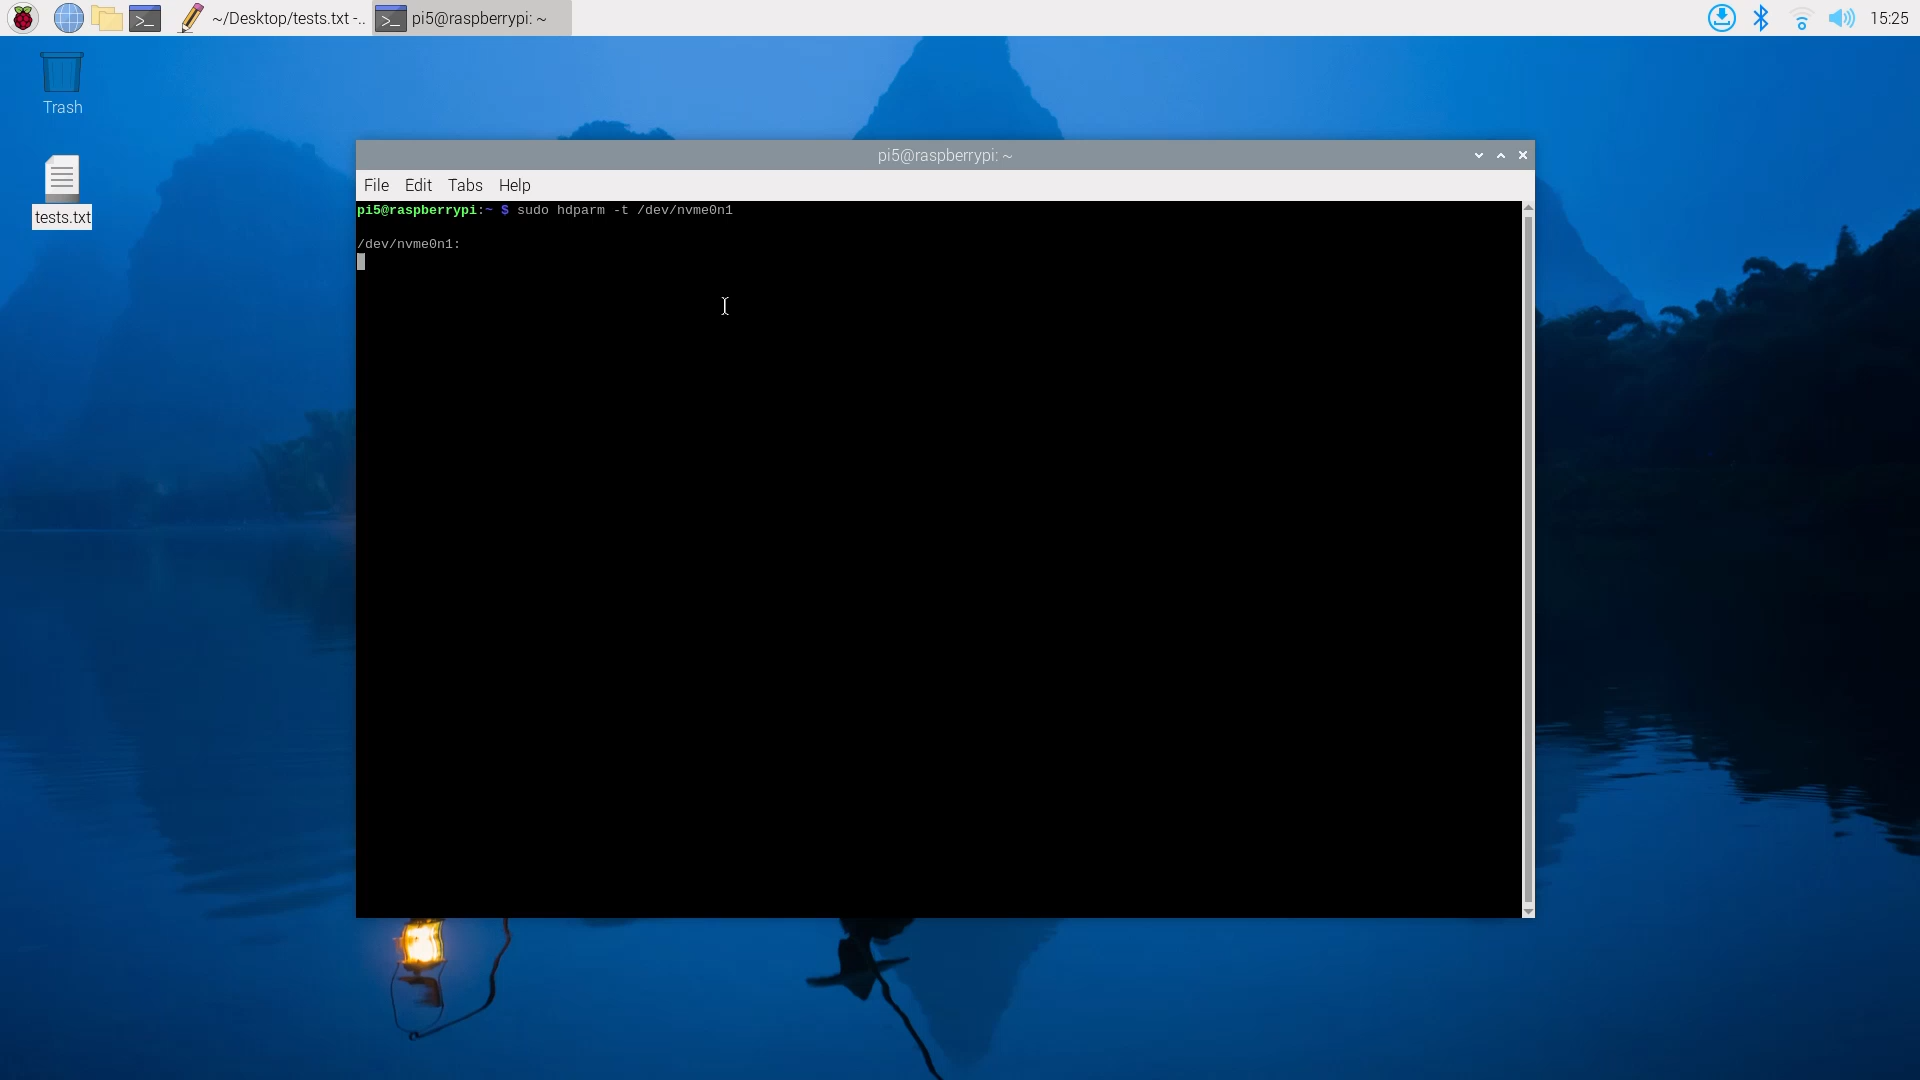 ~/Desktop/tests.txt -..
pi5@raspberrypi: ~
15:25
Trash
tests.txt
pi5@raspberrypi: ~
File Edit Tabs Help
pi5@raspberrypi:~ $ sudo hdparm -t /dev/nvme0n1
/dev/nvme0n1: